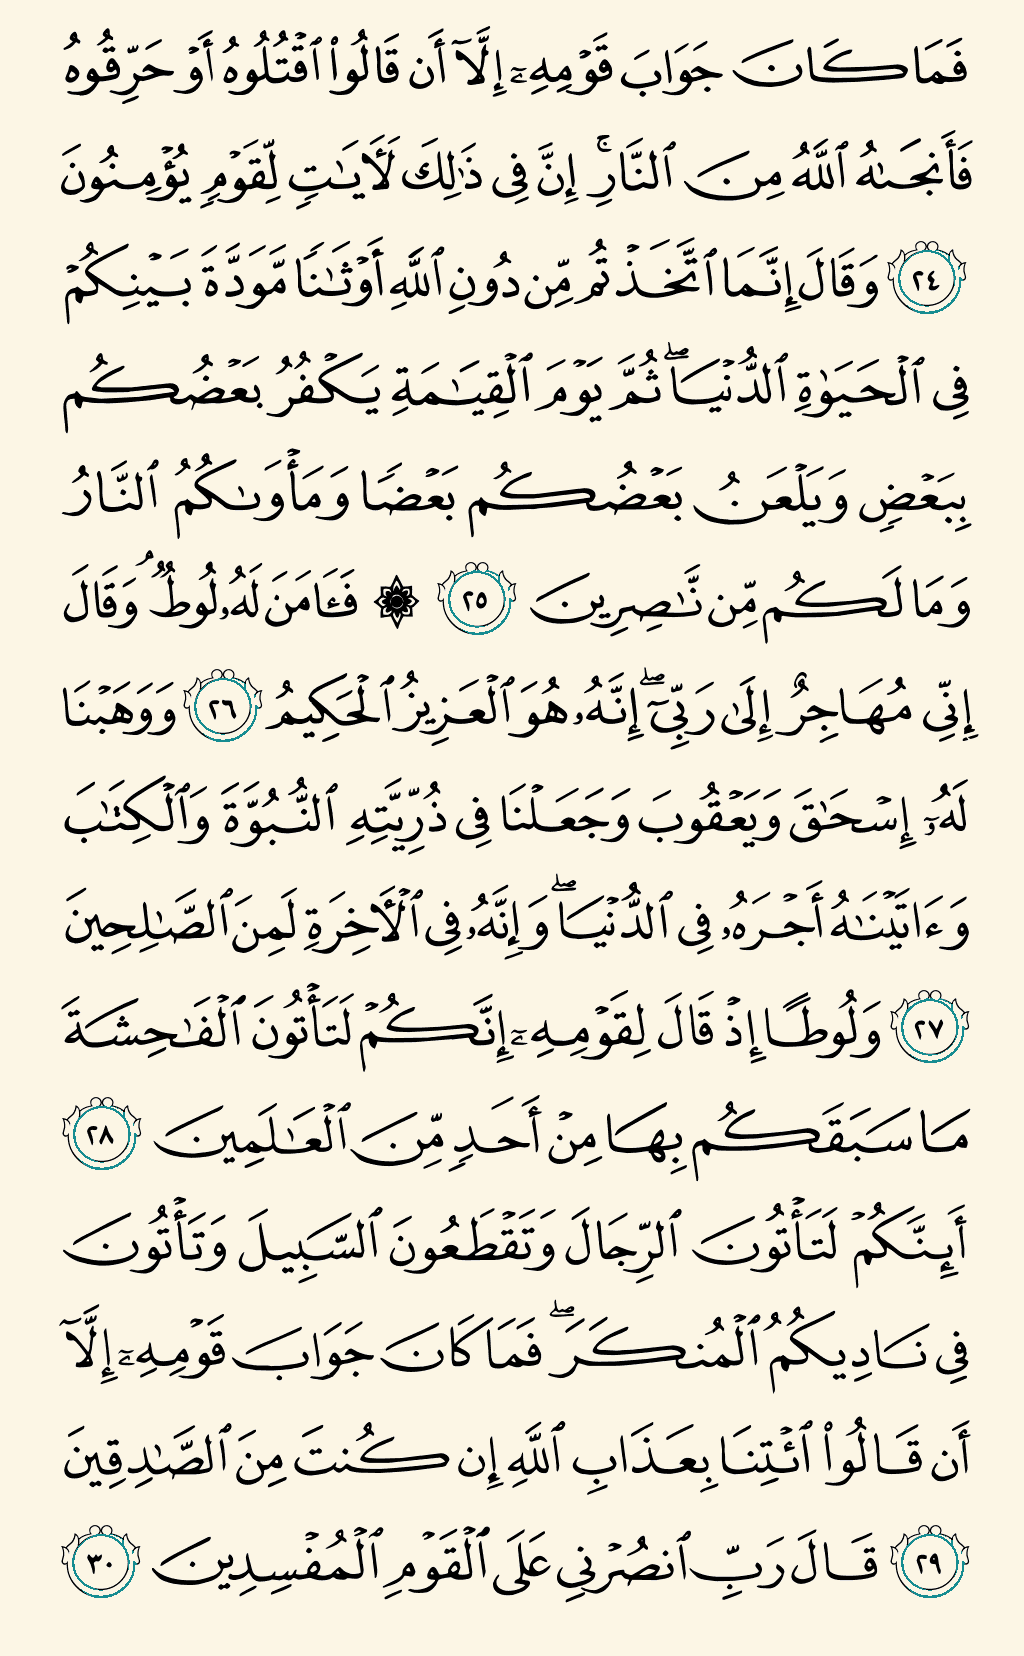 فَمَا كَانَ جَوَابَ قَوْمِهِۦٓ إِلَّآ أَن قَالُوا۟ ٱقْتُلُوهُ أَوْ حَرِّقُوهُ
فَأَنجَىٰهُ ٱللَّهُ مِنَ ٱلنَّارِ ۚ إِنَّ فِى ذَٰلِكَ لَـَٔايَـٰتٍ لِّقَوْمٍ يُؤْمِنُونَ
٢٤ وَقَالَ إِنَّمَا ٱتَّخَذْتُم مِّن دُونِ ٱللَّهِ أَوْثَـٰنًا مَّوَدَّةَ بَيْنِكُمْ
فِى ٱلْحَيَوٰةِ ٱلدُّنْيَا ۖ ثُمَّ يَوْمَ ٱلْقِيَـٰمَةِ يَكْفُرُ بَعْضُكُم
بِبَعْضٍ وَيَلْعَنُ بَعْضُكُم بَعْضًا وَمَأْوَىٰكُمُ ٱلنَّارُ
وَمَا لَكُم مِّن نَّـٰصِرِينَ ٢٥ ۞ فَـَٔامَنَ لَهُۥ لُوطٌ ۘ وَقَالَ
إِنِّى مُهَاجِرٌ إِلَىٰ رَبِّىٓ ۖ إِنَّهُۥ هُوَ ٱلْعَزِيزُ ٱلْحَكِيمُ ٢٦ وَوَهَبْنَا
لَهُۥٓ إِسْحَـٰقَ وَيَعْقُوبَ وَجَعَلْنَا فِى ذُرِّيَّتِهِ ٱلنُّبُوَّةَ وَٱلْكِتَـٰبَ
وَءَاتَيْنَـٰهُ أَجْرَهُۥ فِى ٱلدُّنْيَا ۖ وَإِنَّهُۥ فِى ٱلْـَٔاخِرَةِ لَمِنَ ٱلصَّـٰلِحِينَ
٢٧ وَلُوطًا إِذْ قَالَ لِقَوْمِهِۦٓ إِنَّكُمْ لَتَأْتُونَ ٱلْفَـٰحِشَةَ
مَا سَبَقَكُم بِهَا مِنْ أَحَدٍ مِّنَ ٱلْعَـٰلَمِينَ ٢٨
أَئِنَّكُمْ لَتَأْتُونَ ٱلرِّجَالَ وَتَقْطَعُونَ ٱلسَّبِيلَ وَتَأْتُونَ
فِى نَادِيكُمُ ٱلْمُنكَرَ ۖ فَمَا كَانَ جَوَابَ قَوْمِهِۦٓ إِلَّآ
أَن قَالُوا۟ ٱئْتِنَا بِعَذَابِ ٱللَّهِ إِن كُنتَ مِنَ ٱلصَّـٰدِقِينَ
٢٩ قَالَ رَبِّ ٱنصُرْنِى عَلَى ٱلْقَوْمِ ٱلْمُفْسِدِينَ ٣٠